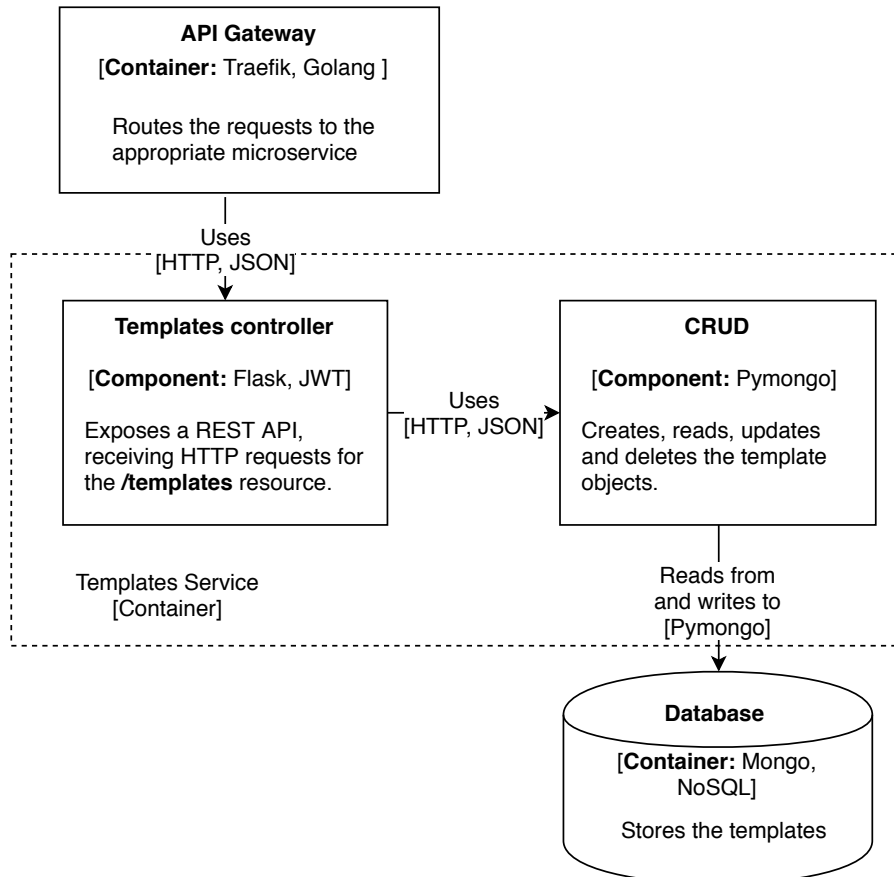 API Gateway
[Container: Traefik, Golang ]
Routes the requests to the
appropriate microservice
Uses
[HTTP, JSON]
Templates controller
[Component: Flask, JWT]
Exposes a REST API,
receiving HTTP requests for
the /templates resource.
Uses
[HTTP, JSON]
CRUD
[Component: Pymongo]
Creates, reads, updates
and deletes the template
objects.
Templates Service
[Container]
Reads from
and writes to
[Pymongo]
Database
[Container: Mongo,
NoSQL]
Stores the templates